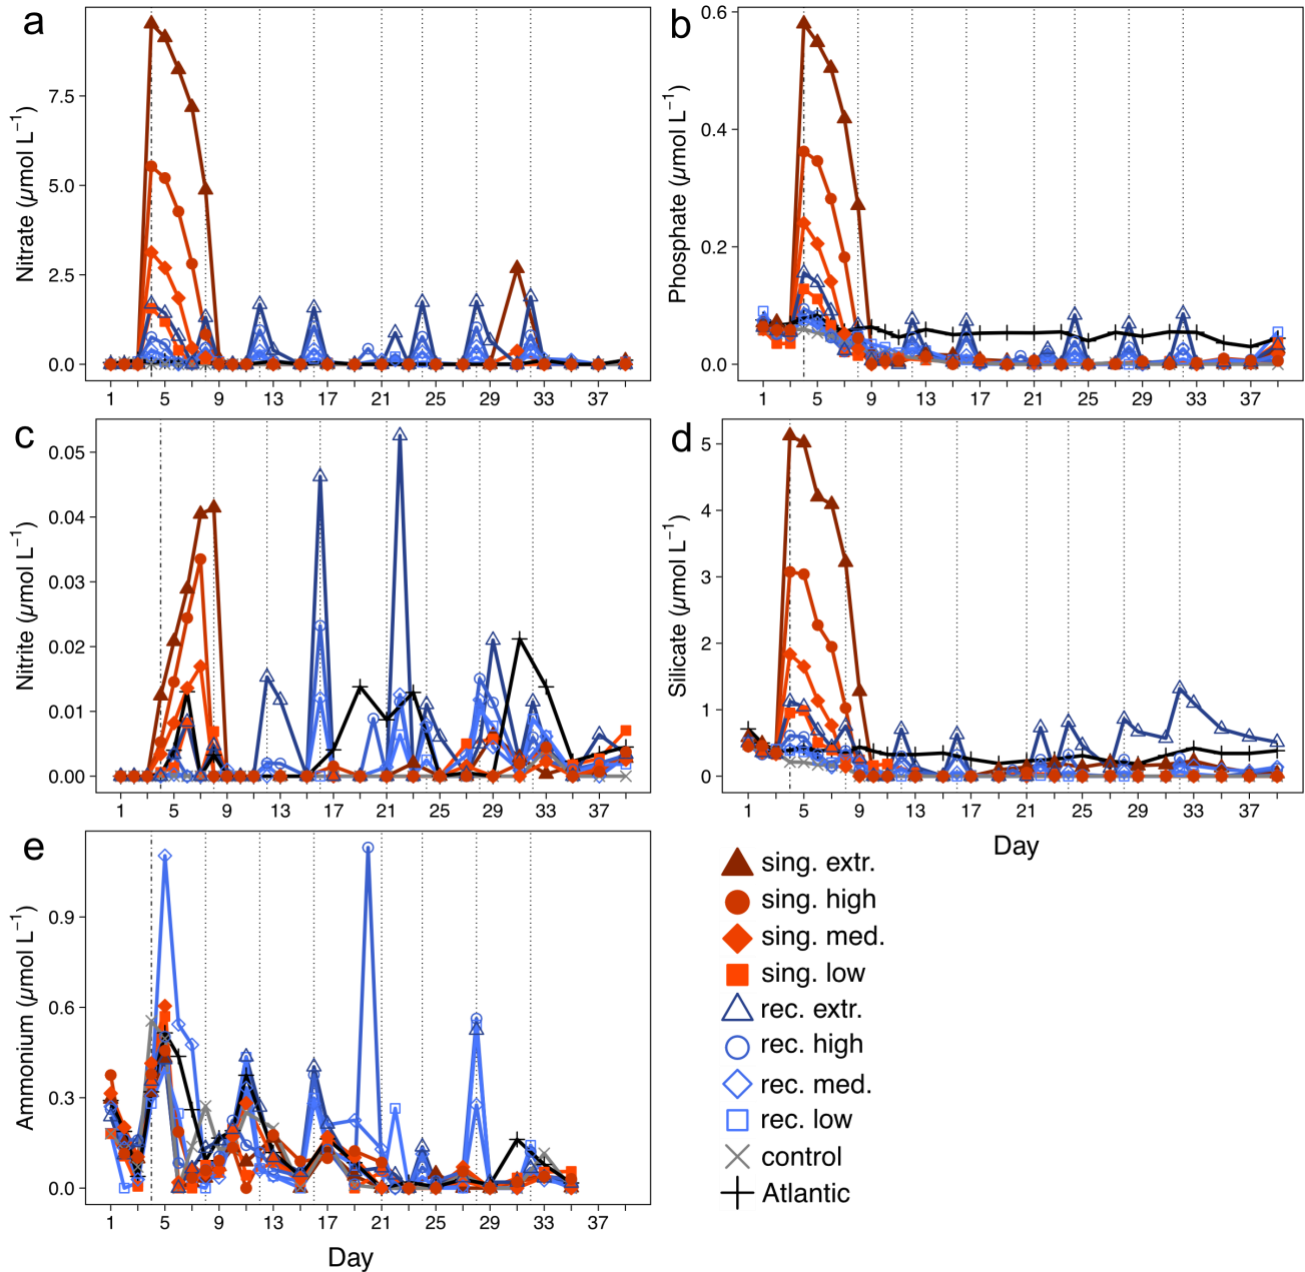 a
Nitrate (µmol L⁻¹)
7.5
5.0
2.5
0.0
1 5 9 13 17 21 25 29 33 37
b
Phosphate (µmol L⁻¹)
0.6
0.4
0.2
0.0
1 5 9 13 17 21 25 29 33 37
c
Nitrite (µmol L⁻¹)
0.05
0.04
0.03
0.02
0.01
0.00
1 5 9 13 17 21 25 29 33 37
d
Silicate (µmol L⁻¹)
5
4
3
2
1
0
1 5 9 13 17 21 25 29 33 37
Day
e
Ammonium (µmol L⁻¹)
0.9
0.6
0.3
0.0
1 5 9 13 17 21 25 29 33 37
Day
sing. extr.
sing. high
sing. med.
sing. low
rec. extr.
rec. high
rec. med.
rec. low
control
Atlantic